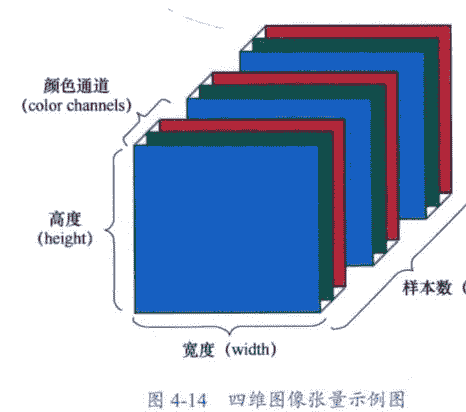 颜色通道
(color channels)
高度
(height)
样本数 (
宽度 (width)
图 4-14 四维图像张量示例图